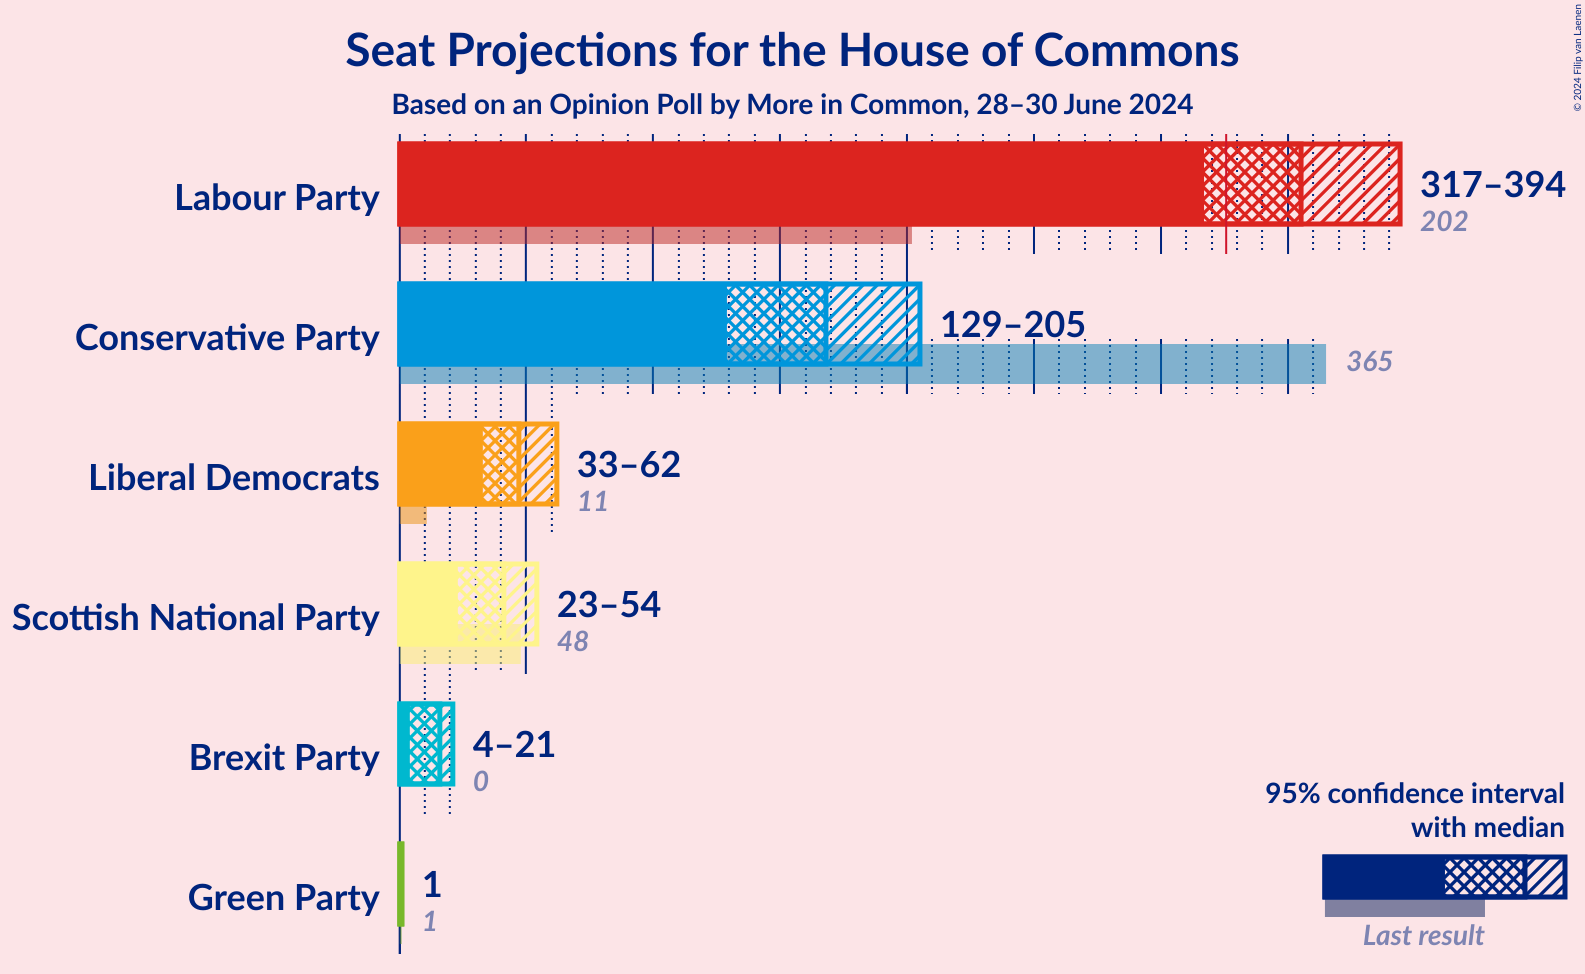 Seat Projections for the House of Commons
Based on an Opinion Poll by More in Common, 28–30 June 2024
© 2024 Filip van Laenen
Labour Party
317–394
202
Conservative Party
129–205
365
Liberal Democrats
33–62
11
Scottish National Party
23–54
48
Brexit Party
4–21
0
Green Party
1
1
95% confidence interval
with median
Last result